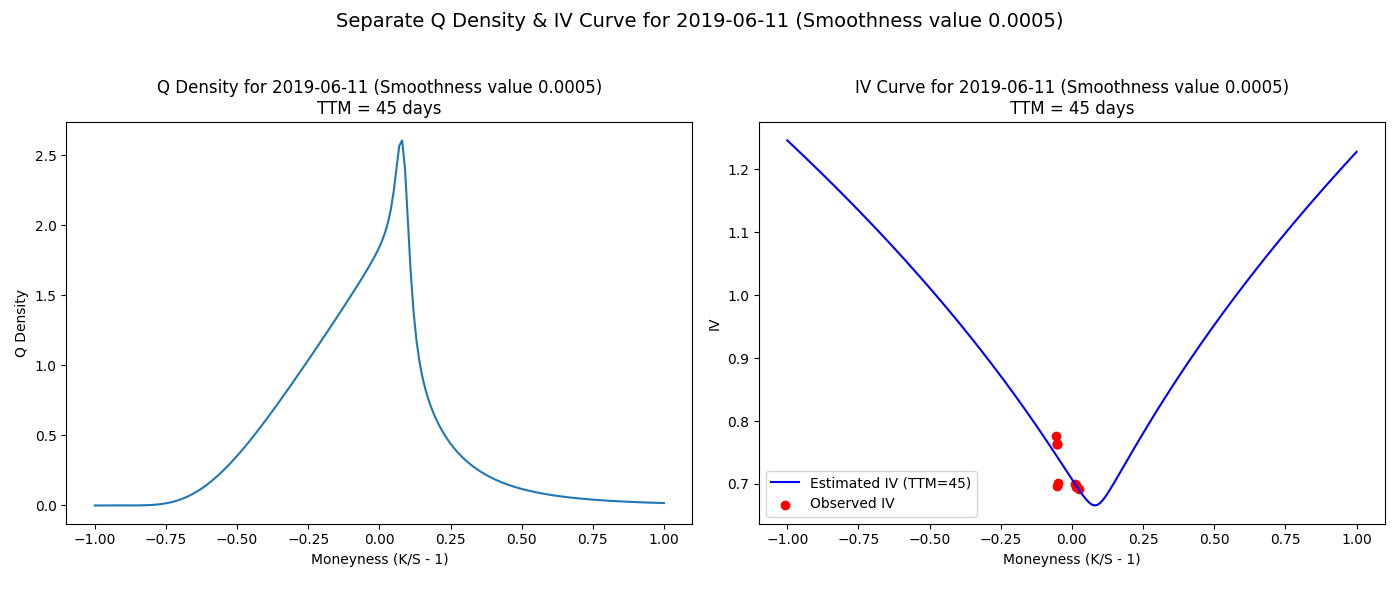 Separate Q Density & IV Curve for 2019-06-11 (Smoothness value 0.0005)
Q Density for 2019-06-11 (Smoothness value 0.0005)
TTM = 45 days
2.5
2.0
1.5
1.0
0.5
0.0
Q Density
−1.00 −0.75 −0.50 −0.25 0.00 0.25 0.50 0.75 1.00
Moneyness (K/S - 1)
IV Curve for 2019-06-11 (Smoothness value 0.0005)
TTM = 45 days
1.2
1.1
1.0
0.9
0.8
0.7
IV
Estimated IV (TTM=45)
Observed IV
−1.00 −0.75 −0.50 −0.25 0.00 0.25 0.50 0.75 1.00
Moneyness (K/S - 1)